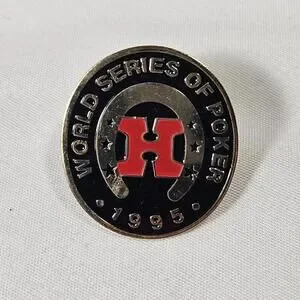 WORLD SERIES OF POKER
H
· 1995 ·